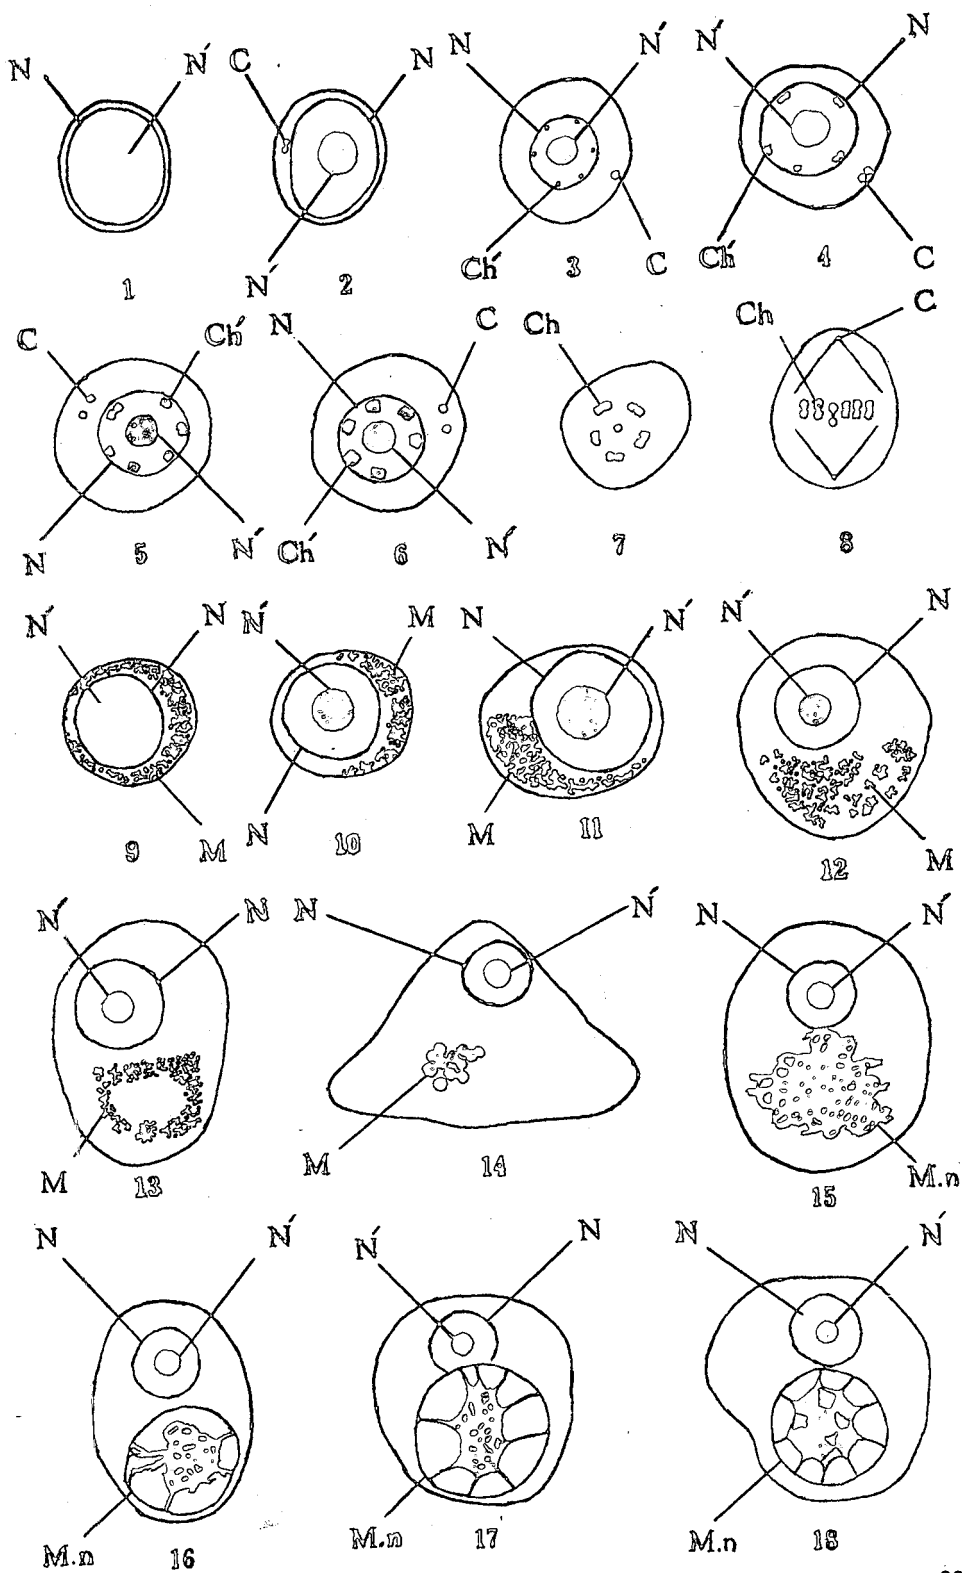 N N′ C N N N′ N′ N
1 N′ 2 Ch′ 3 C Ch′ 4 C
C Ch′ N C Ch Ch C
N 5 N′ Ch′ 6 N′ 7 8
N′ N N′ M N N′ N′ N
9 M N 10 M 11 12 M
N′ N N N′ N N′
M 13 M 14 15 M.n
N N′ N′ N N N′
M.n 16 M.n 17 M.n 18